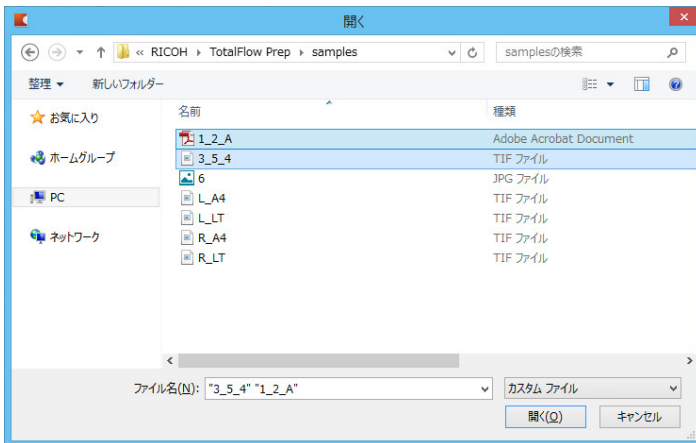 開く
« RICOH › TotalFlow Prep › samples
samplesの検索
整理 新しいフォルダー
名前 種類
お気に入り
ホームグループ
PC
ネットワーク
1_2_A Adobe Acrobat Document
3_5_4 TIF ファイル
6 JPG ファイル
L_A4 TIF ファイル
L_LT TIF ファイル
R_A4 TIF ファイル
R_LT TIF ファイル
ファイル名(N): "3_5_4" "1_2_A" カスタム ファイル
開く(O) キャンセル